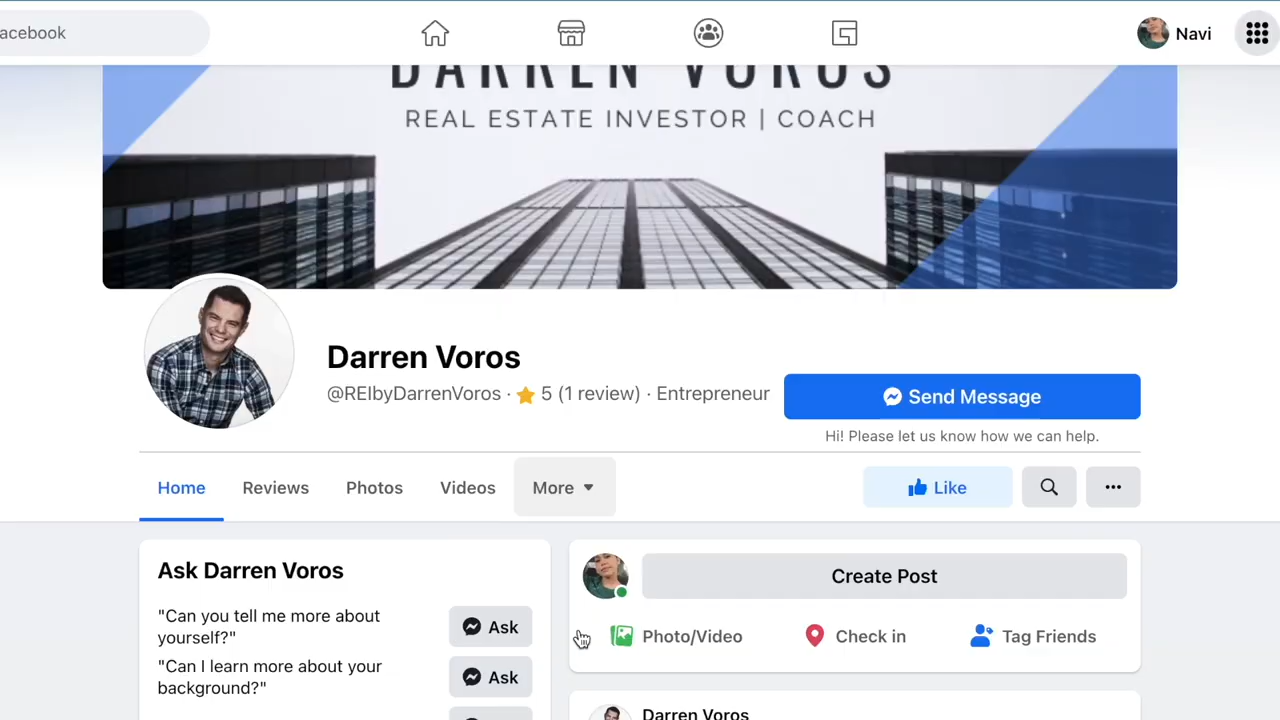 acebook
Navi
DARREN VOROS
REAL ESTATE INVESTOR | COACH
Darren Voros
@REIbyDarrenVoros · 5 (1 review) · Entrepreneur
Send Message
Hi! Please let us know how we can help.
Home
Reviews
Photos
Videos
More
Like
Ask Darren Voros
"Can you tell me more about
yourself?"
Ask
"Can I learn more about your
background?"
Ask
Create Post
Photo/Video
Check in
Tag Friends
Darren Voros